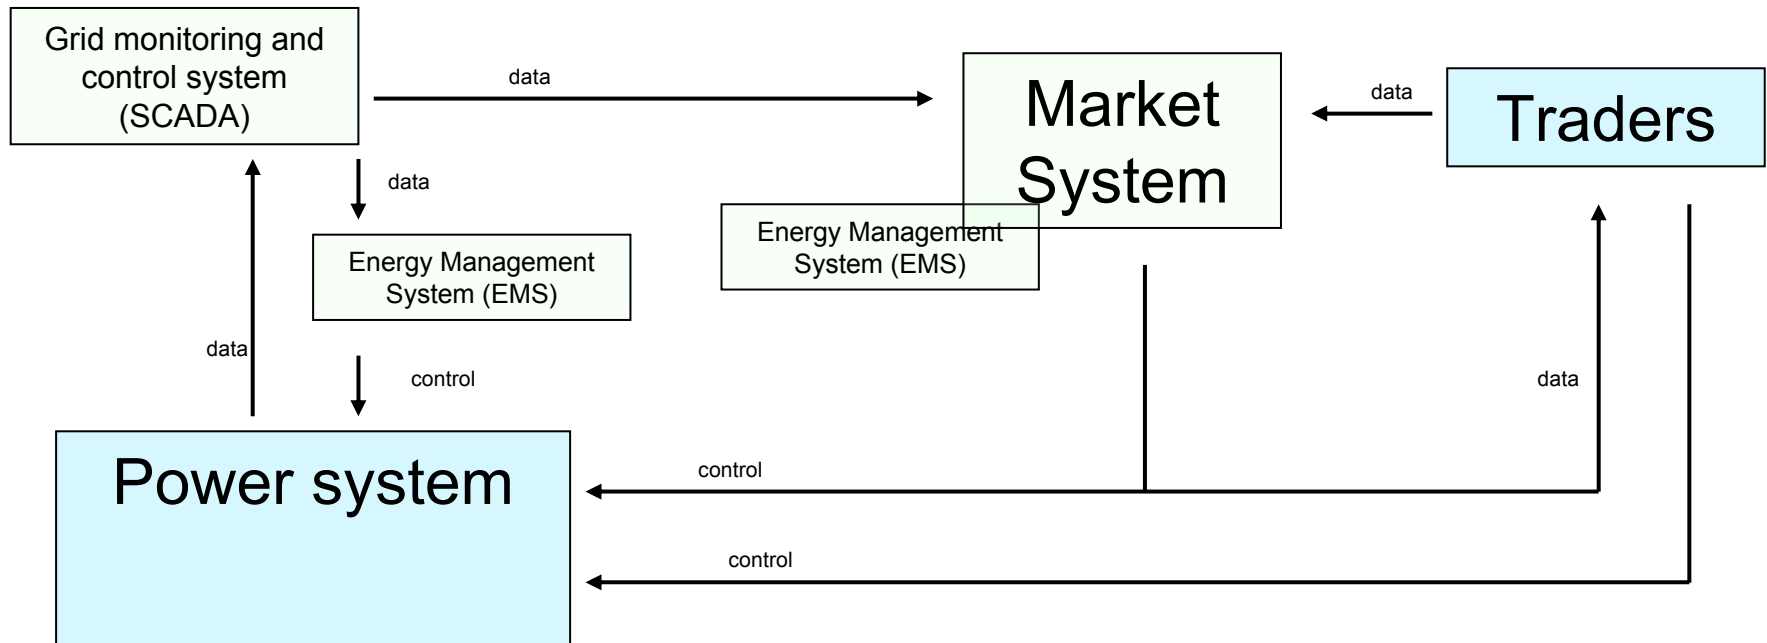 Grid monitoring and
control system
(SCADA)
data
Market
System
data
Traders
data
Energy Management
System (EMS)
Energy Management
System (EMS)
data
control
data
Power system
control
control